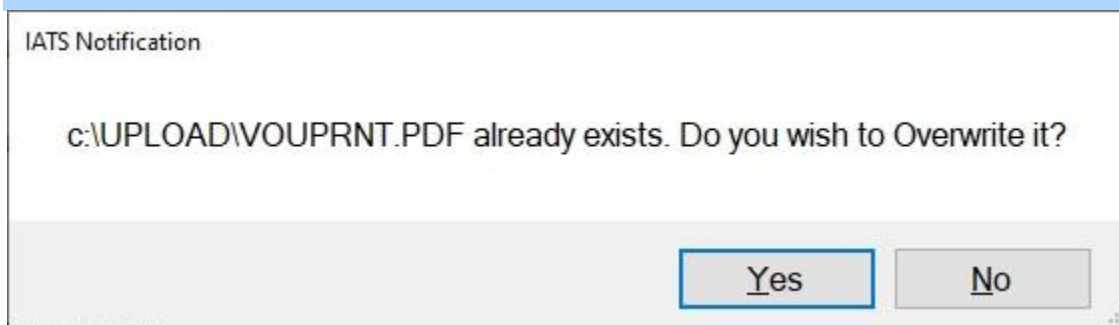 IATS Notification
c:\UPLOAD\VOUPRNT.PDF already exists. Do you wish to Overwrite it?
Yes No